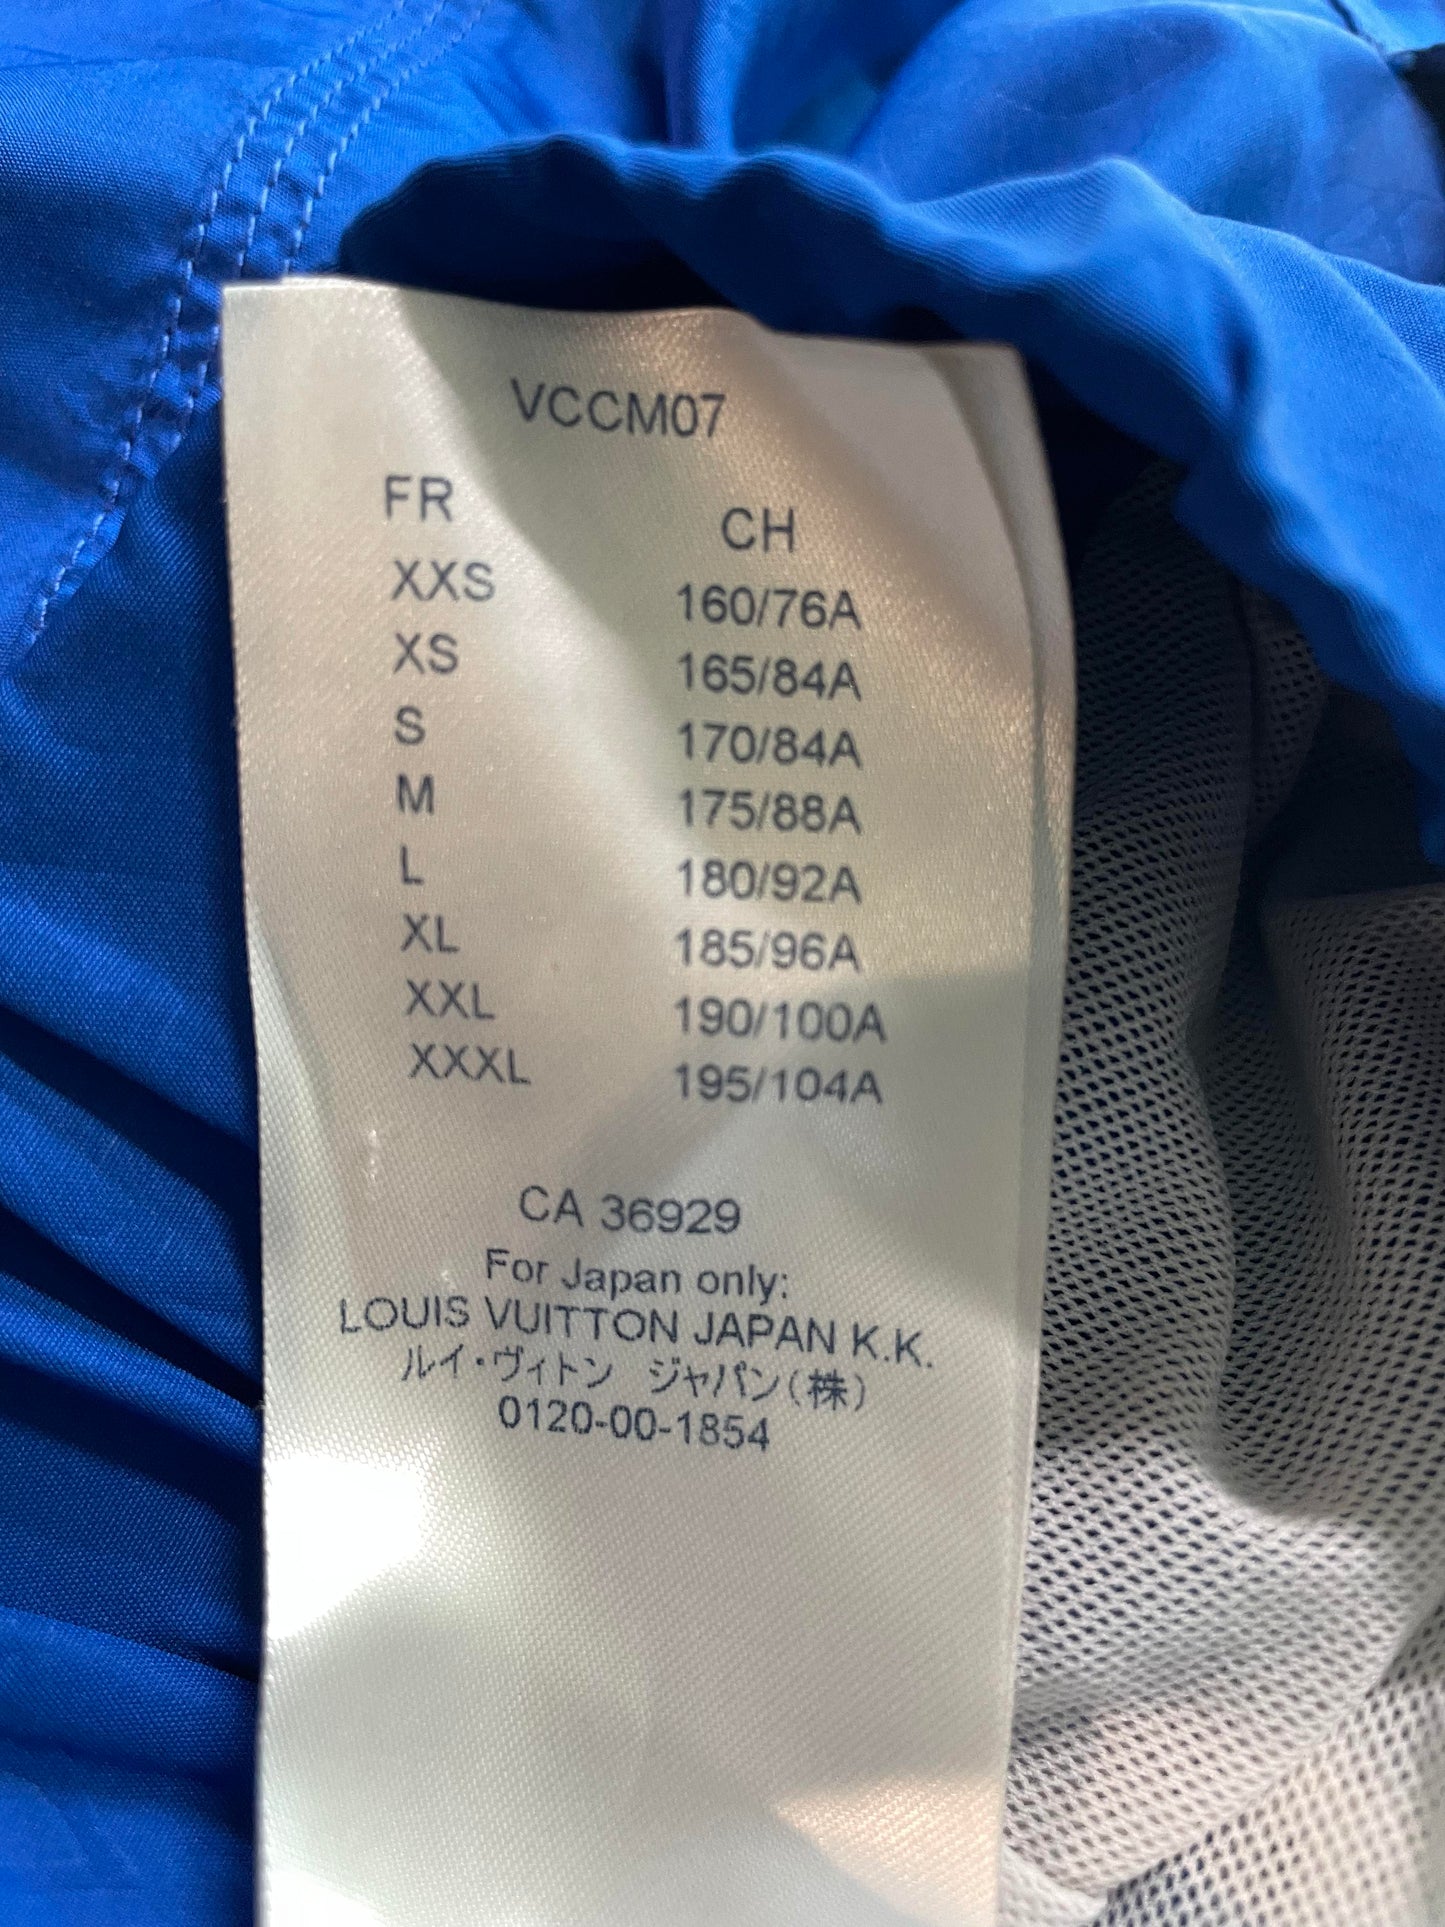 VCCM07
FR CH
XXS 160/76A
XS 165/84A
S 170/84A
M 175/88A
L 180/92A
XL 185/96A
XXL 190/100A
XXXL 195/104A
CA 36929
For Japan only:
LOUIS VUITTON JAPAN K.K.
ルイ・ヴィトン ジャパン(株)
0120-00-1854